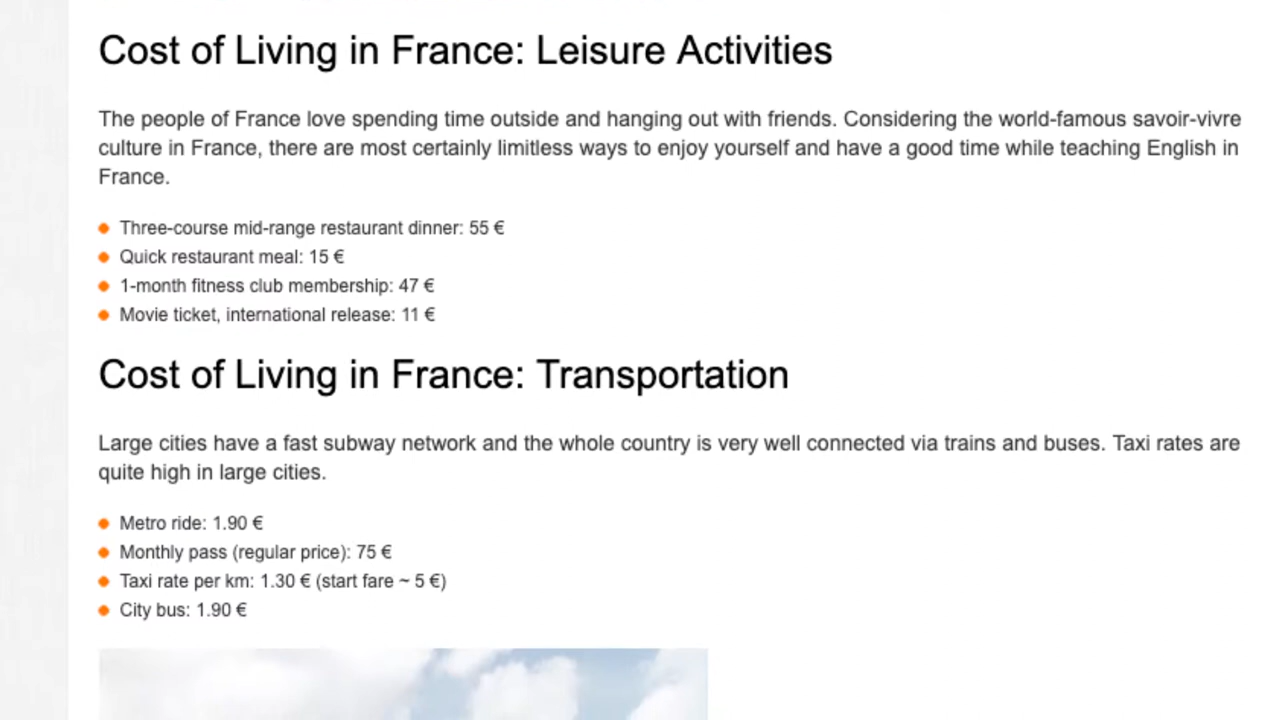 Cost of Living in France: Leisure Activities
The people of France love spending time outside and hanging out with friends. Considering the world-famous savoir-vivre
culture in France, there are most certainly limitless ways to enjoy yourself and have a good time while teaching English in
France.
Three-course mid-range restaurant dinner: 55 €
Quick restaurant meal: 15 €
1-month fitness club membership: 47 €
Movie ticket, international release: 11 €
Cost of Living in France: Transportation
Large cities have a fast subway network and the whole country is very well connected via trains and buses. Taxi rates are
quite high in large cities.
Metro ride: 1.90 €
Monthly pass (regular price): 75 €
Taxi rate per km: 1.30 € (start fare ~ 5 €)
City bus: 1.90 €